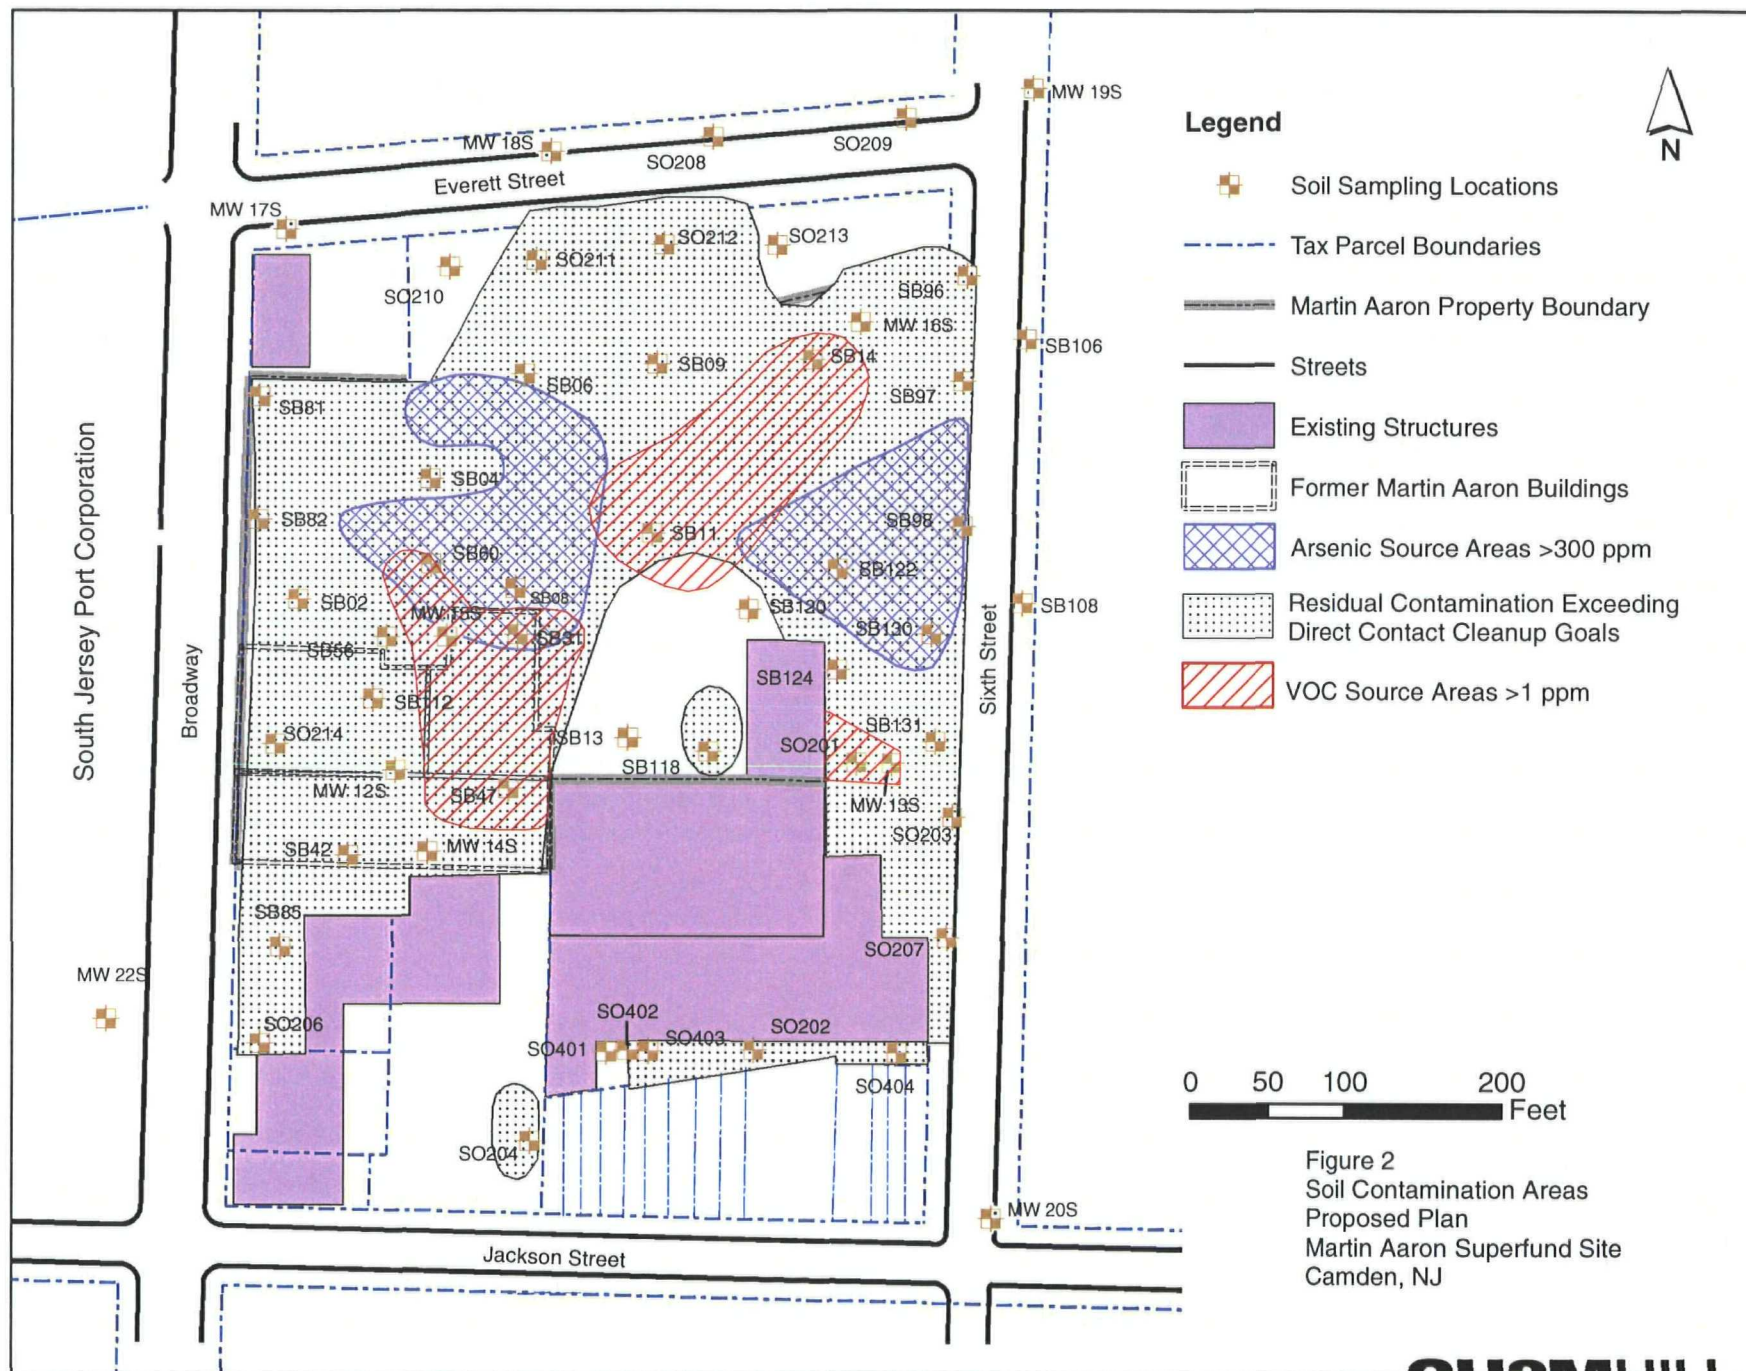 MW 19S
MW 18S
SO208
SO209
Everett Street
MW 17S
SO212
SO213
SO211
SO210
SB96
MW 16S
SB106
SB09
SB14
SB06
SB97
SB81
SB04
SB82
SB98
SB11
SB60
SB122
SB08
SB02
SB120
SB108
MW 15S
SB130
SB31
SB56
SB124
SB112
SB131
SO214
SB13
SO201
SB118
MW 12S
SB47
MW 13S
SO203
SB42
MW 14S
SB85
SO207
MW 22S
SO402
SO206
SO202
SO403
SO401
SO404
SO204
MW 20S
Jackson Street
South Jersey Port Corporation
Broadway
Sixth Street
N
Legend
Soil Sampling Locations
Tax Parcel Boundaries
Martin Aaron Property Boundary
Streets
Existing Structures
Former Martin Aaron Buildings
Arsenic Source Areas >300 ppm
Residual Contamination Exceeding
Direct Contact Cleanup Goals
VOC Source Areas >1 ppm
0 50 100 200
Feet
Figure 2
Soil Contamination Areas
Proposed Plan
Martin Aaron Superfund Site
Camden, NJ